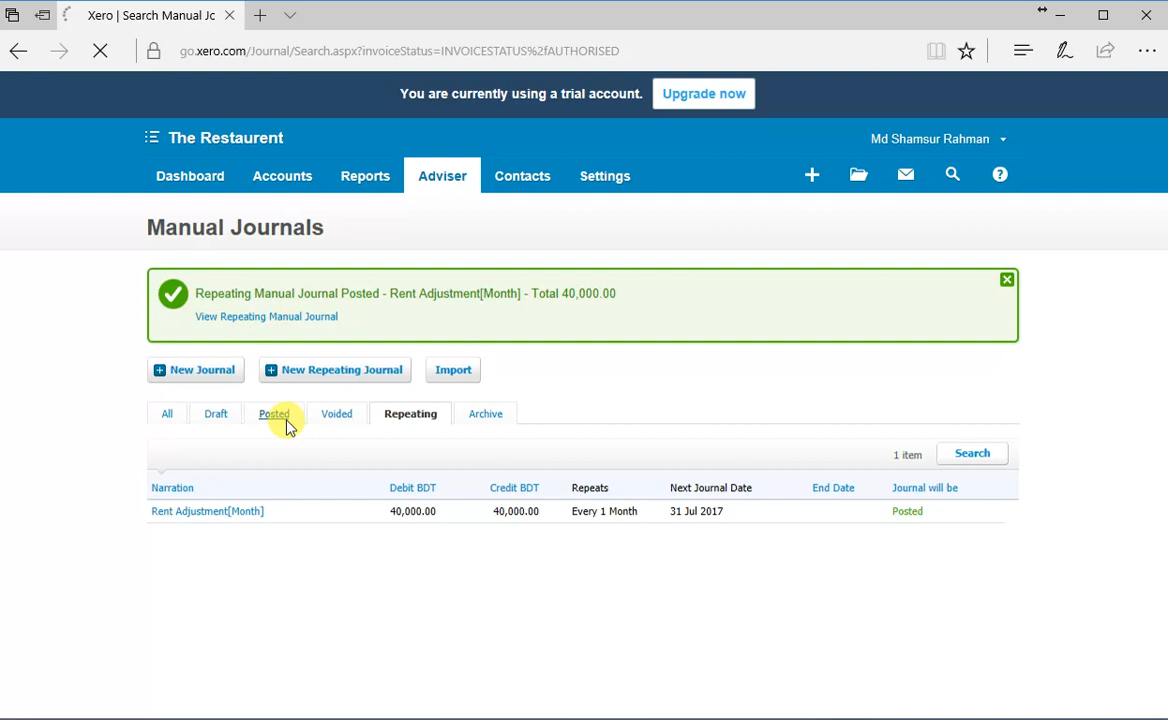 Xero | Search Manual Jc
go.xero.com/Journal/Search.aspx?invoiceStatus=INVOICESTATUS%2fAUTHORISED
You are currently using a trial account. Upgrade now
The Restaurent Md Shamsur Rahman
Dashboard Accounts Reports Adviser Contacts Settings
Manual Journals
Repeating Manual Journal Posted - Rent Adjustment[Month] - Total 40,000.00
View Repeating Manual Journal
New Journal New Repeating Journal Import
All Draft Posted Voided Repeating Archive
1 item Search
Narration Debit BDT Credit BDT Repeats Next Journal Date End Date Journal will be
Rent Adjustment[Month] 40,000.00 40,000.00 Every 1 Month 31 Jul 2017 Posted